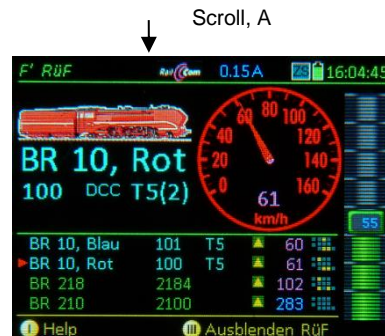 Scroll, A
F' RüF RailCom 0.15A ZS 16:04:45
80
60 100
40 120
20 140
0 160
61
km/h
BR 10, Rot
100 DCC T5(2)
55
BR 10, Blau 101 T5 60
BR 10, Rot 100 T5 61
BR 218 2184 102
BR 210 2100 283
I Help III Ausblenden RüF